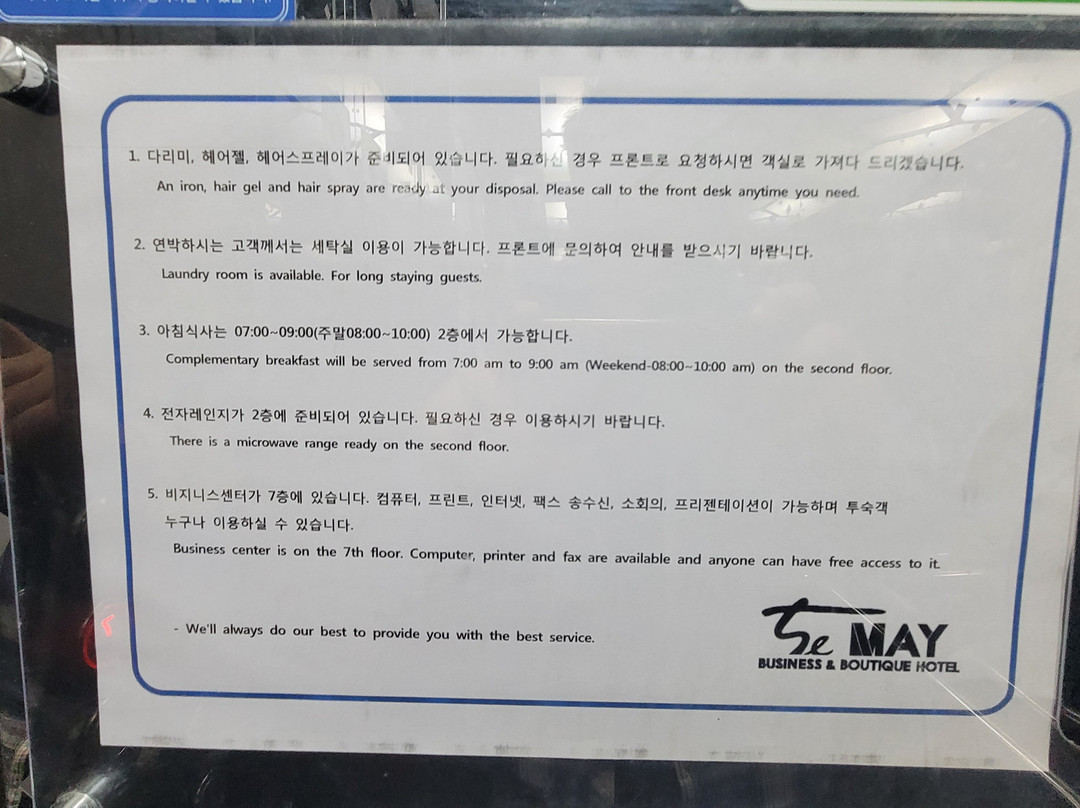 1. 다리미, 헤어젤, 헤어스프레이가 준비되어 있습니다. 필요하신 경우 프론트로 요청하시면 객실로 가져다 드리겠습니다.
An iron, hair gel and hair spray are ready at your disposal. Please call to the front desk anytime you need.
2. 연박하시는 고객께서는 세탁실 이용이 가능합니다. 프론트에 문의하여 안내를 받으시기 바랍니다.
Laundry room is available. For long staying guests.
3. 아침식사는 07:00~09:00(주말08:00~10:00) 2층에서 가능합니다.
Complementary breakfast will be served from 7:00 am to 9:00 am (Weekend-08:00~10:00 am) on the second floor.
4. 전자레인지가 2층에 준비되어 있습니다. 필요하신 경우 이용하시기 바랍니다.
There is a microwave range ready on the second floor.
5. 비지니스센터가 7층에 있습니다. 컴퓨터, 프린트, 인터넷, 팩스 송수신, 소회의, 프리젠테이션이 가능하며 투숙객
누구나 이용하실 수 있습니다.
Business center is on the 7th floor. Computer, printer and fax are available and anyone can have free access to it.
- We'll always do our best to provide you with the best service.
The MAY
BUSINESS & BOUTIQUE HOTEL